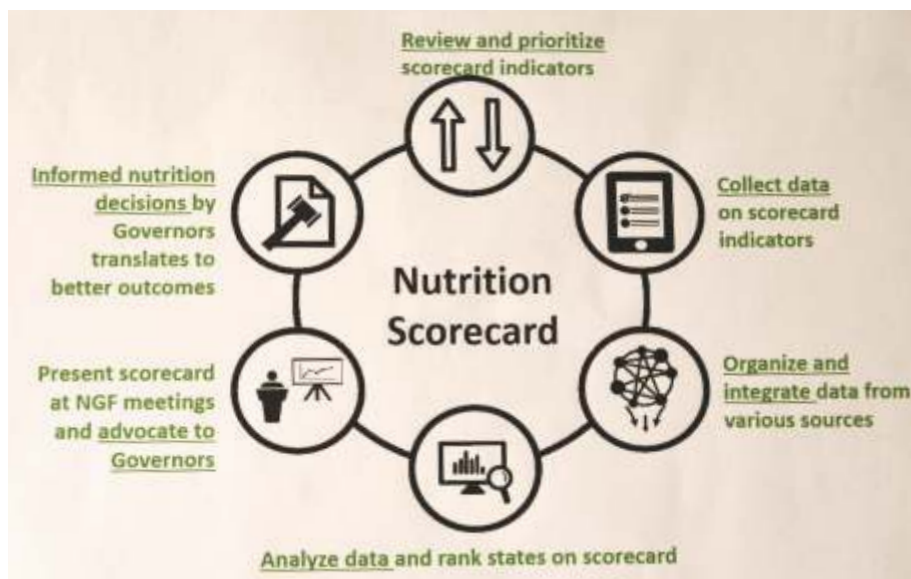 Review and prioritize
scorecard indicators
Collect data
on scorecard
indicators
Organize and
integrate data from
various sources
Analyze data and rank states on scorecard
Present scorecard
at NGF meetings
and advocate to
Governors
Informed nutrition
decisions by
Governors
translates to
better outcomes
Nutrition
Scorecard